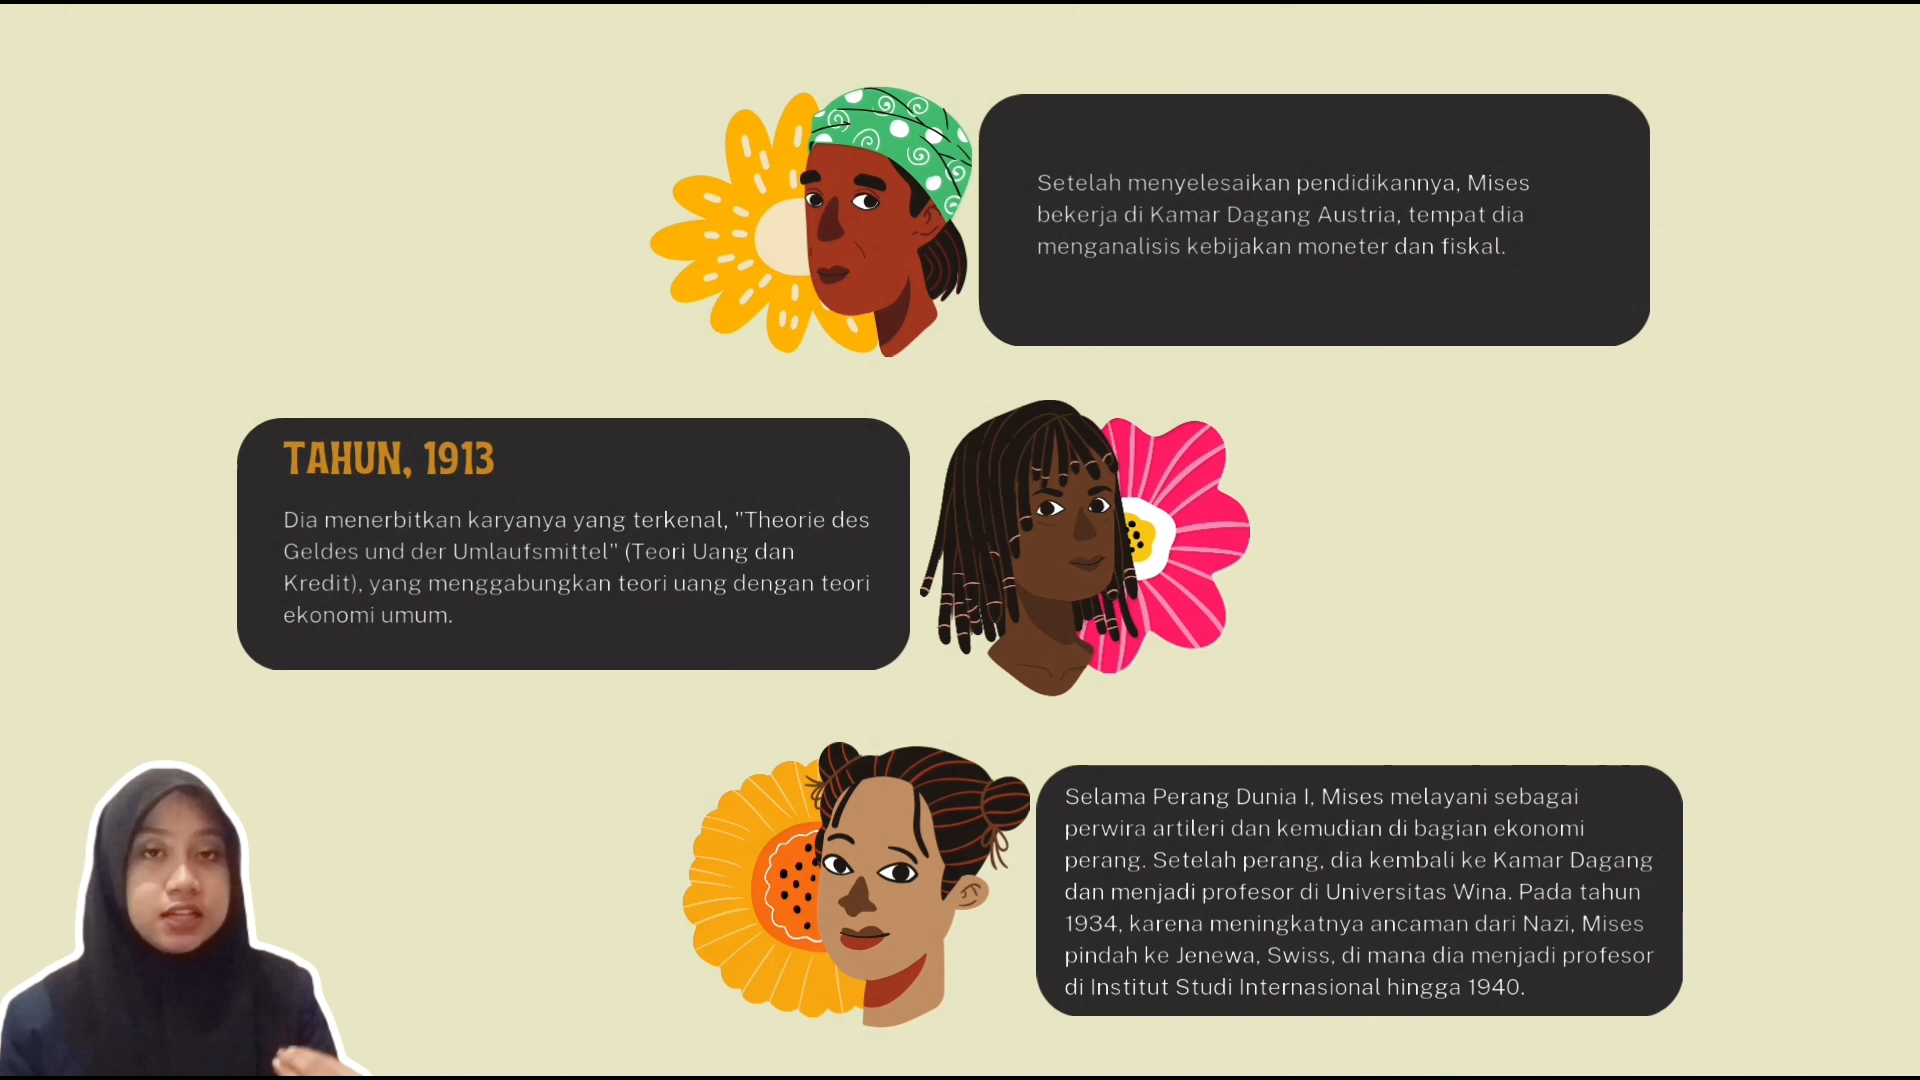 Setelah menyelesaikan pendidikannya, Mises
bekerja di Kamar Dagang Austria, tempat dia
menganalisis kebijakan moneter dan fiskal.
TAHUN, 1913
Dia menerbitkan karyanya yang terkenal, "Theorie des
Geldes und der Umlaufsmittel" (Teori Uang dan
Kredit), yang menggabungkan teori uang dengan teori
ekonomi umum.
Selama Perang Dunia I, Mises melayani sebagai
perwira artileri dan kemudian di bagian ekonomi
perang. Setelah perang, dia kembali ke Kamar Dagang
dan menjadi profesor di Universitas Wina. Pada tahun
1934, karena meningkatnya ancaman dari Nazi, Mises
pindah ke Jenewa, Swiss, di mana dia menjadi profesor
di Institut Studi Internasional hingga 1940.